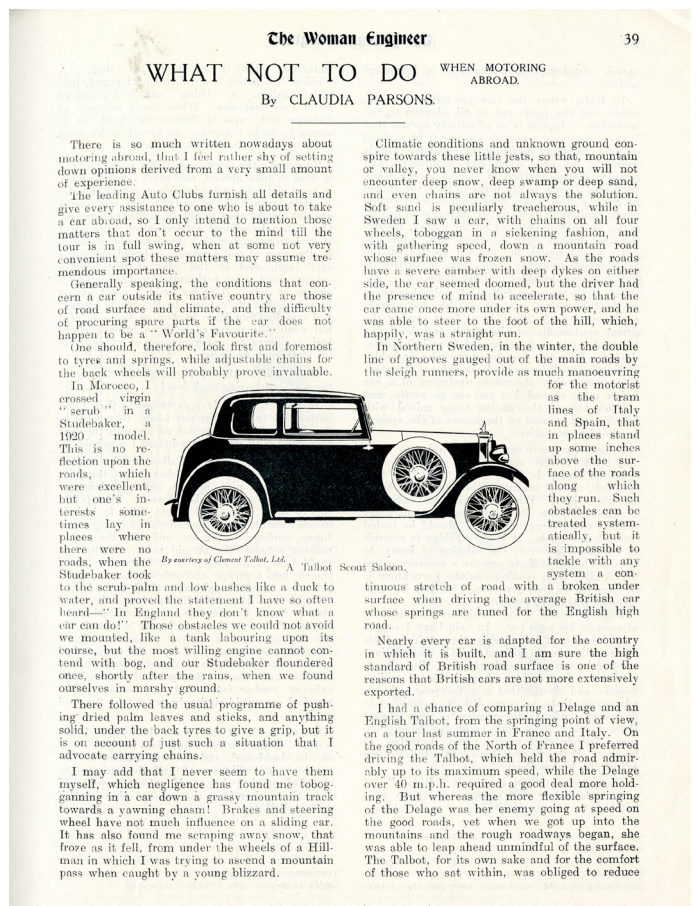 The Woman Engineer
39
WHAT NOT TO DO WHEN MOTORING
ABROAD.
By CLAUDIA PARSONS.
There is so much written nowadays about
motoring abroad, that I feel rather shy of setting
down opinions derived from a very small amount
of experience.
The leading Auto Clubs furnish all details and
give every assistance to one who is about to take
a car abroad, so I only intend to mention those
matters that don't occur to the mind till the
tour is in full swing, when at some not very
convenient spot these matters may assume tre-
mendous importance.
Generally speaking, the conditions that con-
cern a car outside its native country are those
of road surface and climate, and the difficulty
of procuring spare parts if the car does not
happen to be a "World's Favourite."
One should, therefore, look first and foremost
to tyres and springs, while adjustable chains for
the back wheels will probably prove invaluable.
In Morocco, I
crossed virgin
"scrub" in a
Studebaker, a
1920 model.
This is no re-
flection upon the
roads, which
were excellent,
but one's in-
terests some-
times lay in
places where
there were no
roads, when the
Studebaker took
to the scrub-palm and low bushes like a duck to
water, and proved the statement I have so often
heard—"In England they don't know what a
car can do!" Those obstacles we could not avoid
we mounted, like a tank labouring upon its
course, but the most willing engine cannot con-
tend with bog, and our Studebaker floundered
once, shortly after the rains, when we found
ourselves in marshy ground.
There followed the usual programme of push-
ing dried palm leaves and sticks, and anything
solid, under the back tyres to give a grip, but it
is on account of just such a situation that I
advocate carrying chains.
I may add that I never seem to have them
myself, which negligence has found me tobog-
ganning in a car down a grassy mountain track
towards a yawning chasm! Brakes and steering
wheel have not much influence on a sliding car.
It has also found me scraping away snow, that
froze as it fell, from under the wheels of a Hill-
man in which I was trying to ascend a mountain
pass when caught by a young blizzard.
By courtesy of Clement Talbot, Ltd.
A Talbot Scout Saloon.
Climatic conditions and unknown ground con-
spire towards these little jests, so that, mountain
or valley, you never know when you will not
encounter deep snow, deep swamp or deep sand,
and even chains are not always the solution.
Soft sand is peculiarly treacherous, while in
Sweden I saw a car, with chains on all four
wheels, toboggan in a sickening fashion, and
with gathering speed, down a mountain road
whose surface was frozen snow. As the roads
have a severe camber with deep dykes on either
side, the car seemed doomed, but the driver had
the presence of mind to accelerate, so that the
car came once more under its own power, and he
was able to steer to the foot of the hill, which,
happily, was a straight run.
In Northern Sweden, in the winter, the double
line of grooves gauged out of the main roads by
the sleigh runners, provide as much manoeuvring
for the motorist
as the tram
lines of Italy
and Spain, that
in places stand
up some inches
above the sur-
face of the roads
along which
they run. Such
obstacles can be
treated system-
atically, but it
is impossible to
tackle with any
system a con-
tinuous stretch of road with a broken under
surface when driving the average British car
whose springs are tuned for the English high
road.
Nearly every car is adapted for the country
in which it is built, and I am sure the high
standard of British road surface is one of the
reasons that British cars are not more extensively
exported.
I had a chance of comparing a Delage and an
English Talbot, from the springing point of view,
on a tour last summer in France and Italy. On
the good roads of the North of France I preferred
driving the Talbot, which held the road admir-
ably up to its maximum speed, while the Delage
over 40 m.p.h. required a good deal more hold-
ing. But whereas the more flexible springing
of the Delage was her enemy going at speed on
the good roads, yet when we got up into the
mountains and the rough roadways began, she
was able to leap ahead unmindful of the surface.
The Talbot, for its own sake and for the comfort
of those who sat within, was obliged to reduce